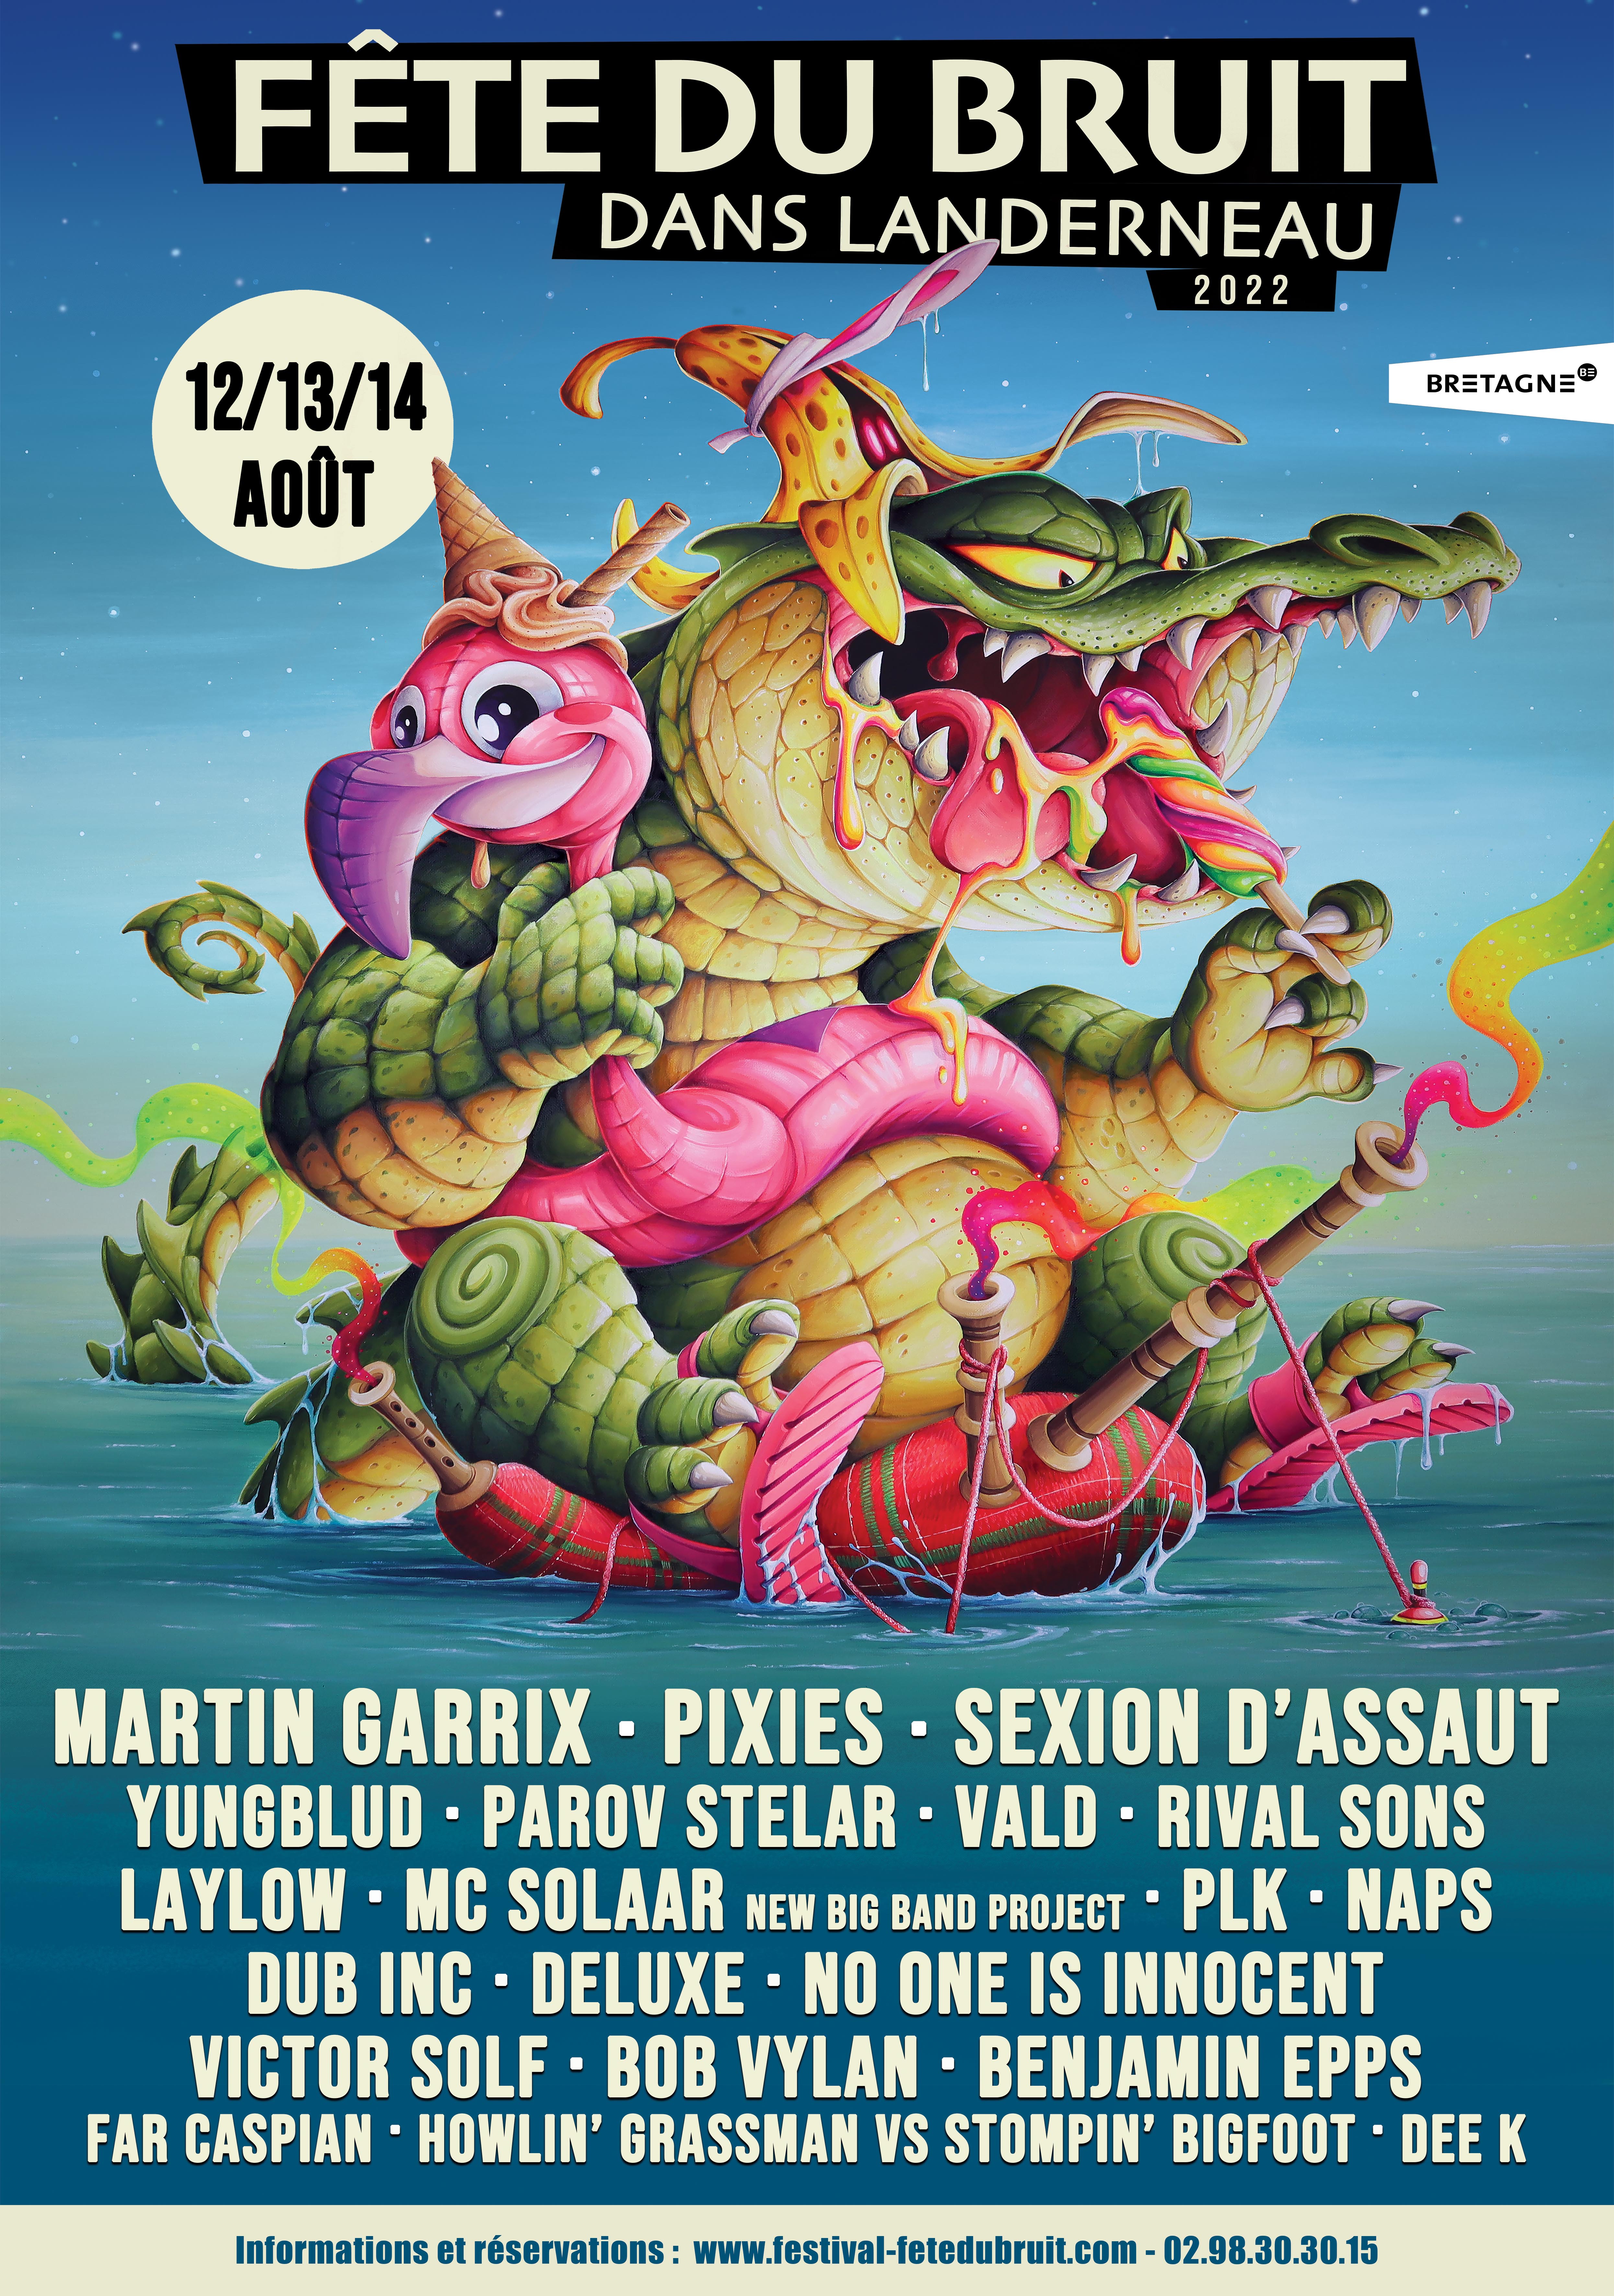 FÊTE DU BRUIT
DANS LANDERNEAU
2022
12/13/14
AOÛT
BRETAGNE BE
MARTIN GARRIX · PIXIES · SEXION D'ASSAUT
YUNGBLUD · PAROV STELAR · VALD · RIVAL SONS
LAYLOW · MC SOLAAR NEW BIG BAND PROJECT · PLK · NAPS
DUB INC · DELUXE · NO ONE IS INNOCENT
VICTOR SOLF · BOB VYLAN · BENJAMIN EPPS
FAR CASPIAN · HOWLIN' GRASSMAN VS STOMPIN' BIGFOOT · DEE K
Informations et réservations : www.festival-fetedubruit.com - 02.98.30.30.15